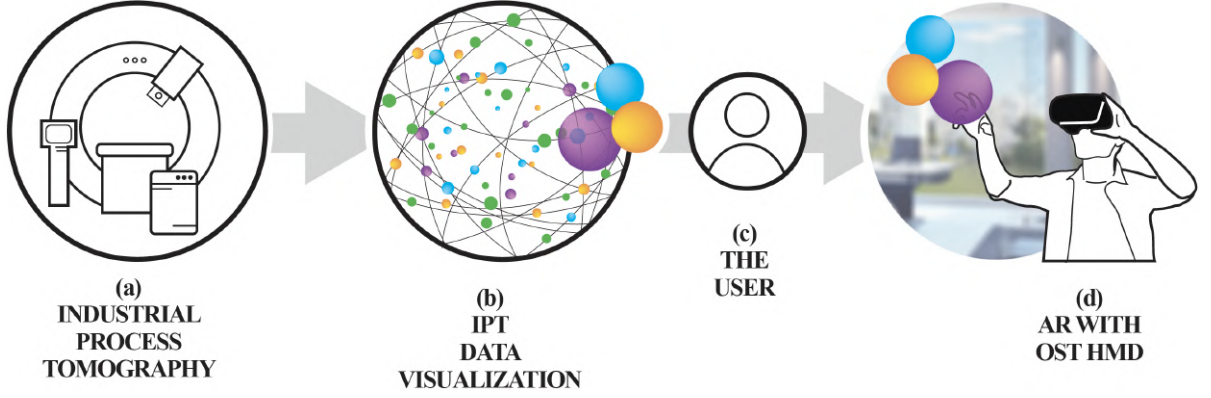 (a)
INDUSTRIAL
PROCESS
TOMOGRAPHY
(b)
IPT
DATA
VISUALIZATION
(c)
THE
USER
(d)
AR WITH
OST HMD